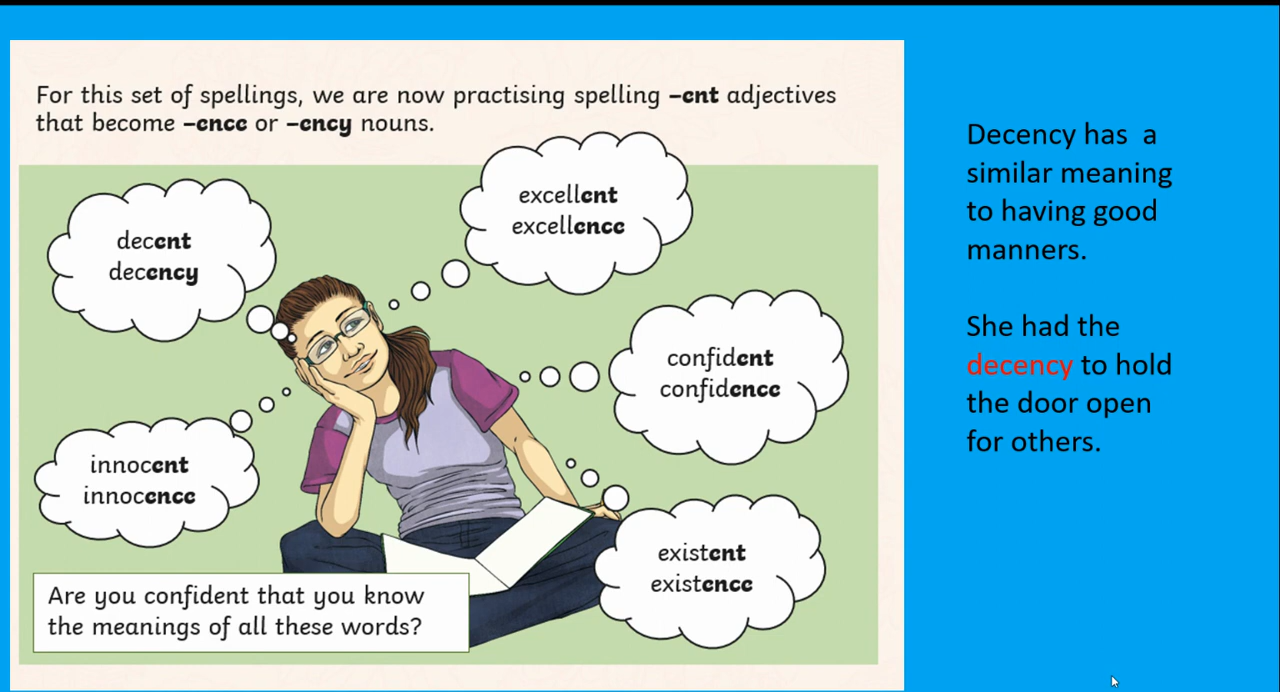 For this set of spellings, we are now practising spelling –ent adjectives
that become –ence or –ency nouns.
decent
decency
excellent
excellence
confident
confidence
innocent
innocence
existent
existence
Are you confident that you know
the meanings of all these words?
Decency has a
similar meaning
to having good
manners.
She had the
decency to hold
the door open
for others.